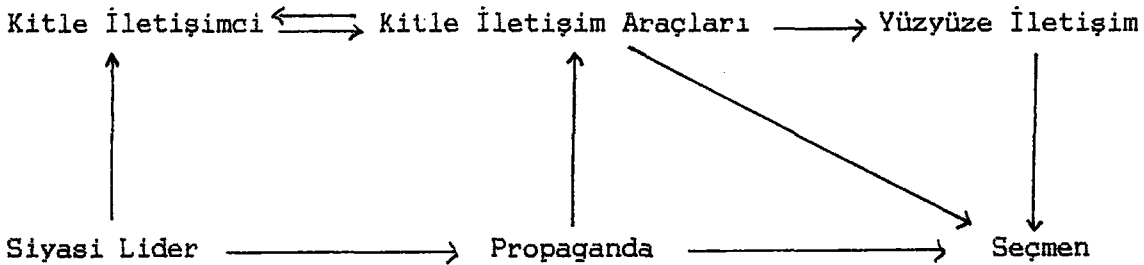 Kitle İletişimci Kitle İletişim Araçları Yüzyüze İletişim
Siyasi Lider Propaganda Seçmen